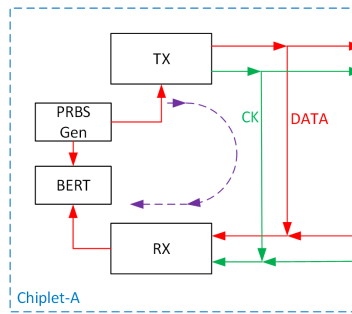 TX
PRBS
Gen
CK
DATA
BERT
RX
Chiplet-A